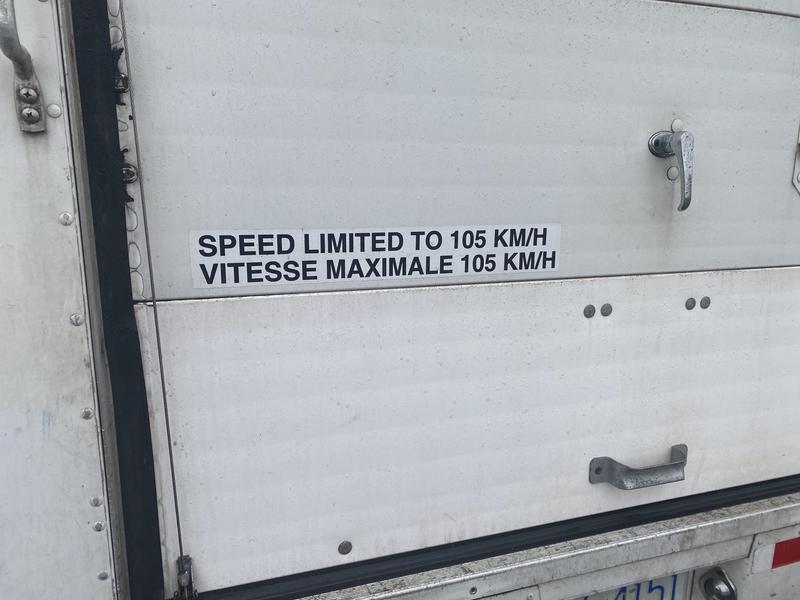 SPEED LIMITED TO 105 KM/H
VITESSE MAXIMALE 105 KM/H